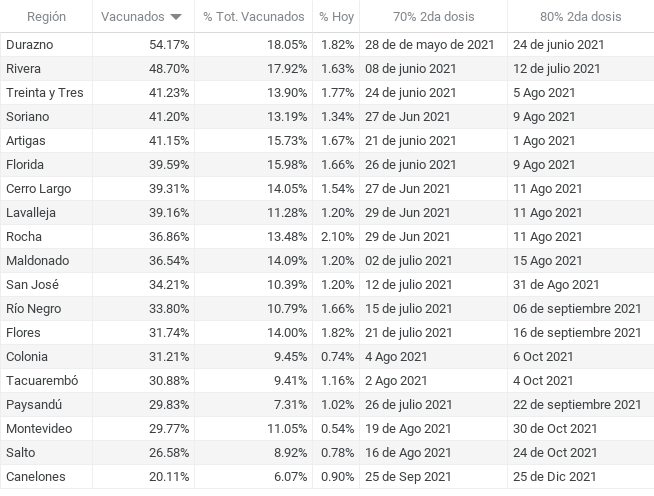 Región Vacunados % Tot. Vacunados % Hoy 70% 2da dosis 80% 2da dosis
Durazno 54.17% 18.05% 1.82% 28 de de mayo de 2021 24 de junio 2021
Rivera 48.70% 17.92% 1.63% 08 de junio 2021 12 de julio 2021
Treinta y Tres 41.23% 13.90% 1.77% 24 de junio 2021 5 Ago 2021
Soriano 41.20% 13.19% 1.34% 27 de Jun 2021 9 Ago 2021
Artigas 41.15% 15.73% 1.67% 21 de junio 2021 1 Ago 2021
Florida 39.59% 15.98% 1.66% 26 de junio 2021 9 Ago 2021
Cerro Largo 39.31% 14.05% 1.54% 27 de Jun 2021 11 Ago 2021
Lavalleja 39.16% 11.28% 1.20% 29 de Jun 2021 11 Ago 2021
Rocha 36.86% 13.48% 2.10% 29 de Jun 2021 11 Ago 2021
Maldonado 36.54% 14.09% 1.20% 02 de julio 2021 15 Ago 2021
San José 34.21% 10.39% 1.20% 12 de julio 2021 31 de Ago 2021
Río Negro 33.80% 10.79% 1.66% 15 de julio 2021 06 de septiembre 2021
Flores 31.74% 14.00% 1.82% 21 de julio 2021 16 de septiembre 2021
Colonia 31.21% 9.45% 0.74% 4 Ago 2021 6 Oct 2021
Tacuarembó 30.88% 9.41% 1.16% 2 Ago 2021 4 Oct 2021
Paysandú 29.83% 7.31% 1.02% 26 de julio 2021 22 de septiembre 2021
Montevideo 29.77% 11.05% 0.54% 19 de Ago 2021 30 de Oct 2021
Salto 26.58% 8.92% 0.78% 16 de Ago 2021 24 de Oct 2021
Canelones 20.11% 6.07% 0.90% 25 de Sep 2021 25 de Dic 2021